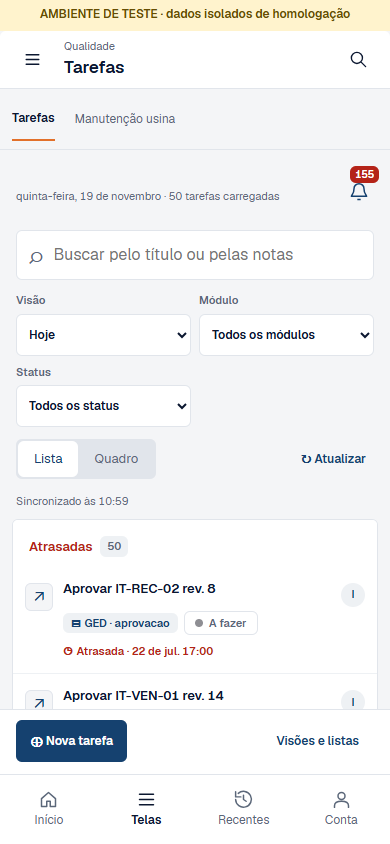 AMBIENTE DE TESTE · dados isolados de homologação
Qualidade
Tarefas
Tarefas
Manutenção usina
155
quinta-feira, 19 de novembro · 50 tarefas carregadas
Buscar pelo título ou pelas notas
Visão
Módulo
Hoje
Todos os módulos
Status
Todos os status
Lista
Quadro
↻ Atualizar
Sincronizado às 10:59
Atrasadas 50
Aprovar IT-REC-02 rev. 8
I
GED · aprovacao
A fazer
Atrasada · 22 de jul. 17:00
Aprovar IT-VEN-01 rev. 14
I
Nova tarefa
Visões e listas
Início
Telas
Recentes
Conta